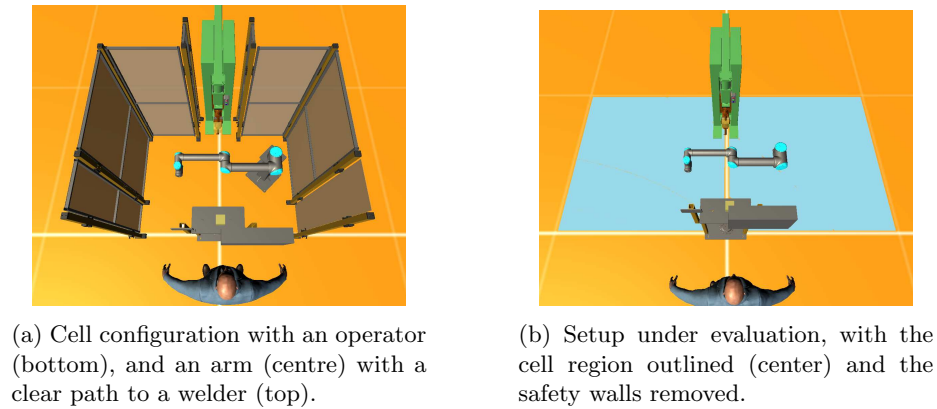 (a) Cell configuration with an operator
(bottom), and an arm (centre) with a
clear path to a welder (top).
(b) Setup under evaluation, with the
cell region outlined (center) and the
safety walls removed.